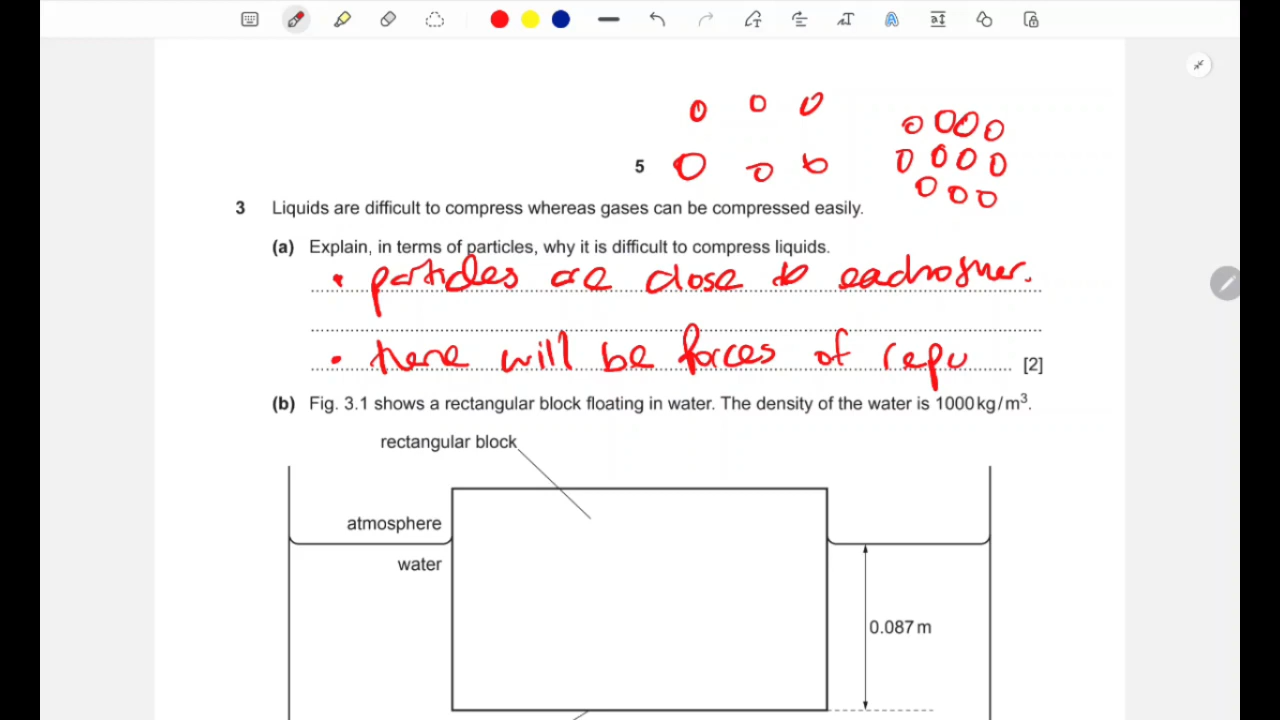 5
3 Liquids are difficult to compress whereas gases can be compressed easily.
(a) Explain, in terms of particles, why it is difficult to compress liquids.
• particles are close to eachother.
• there will be forces of repu [2]
(b) Fig. 3.1 shows a rectangular block floating in water. The density of the water is 1000 kg/m³.
rectangular block
atmosphere
water
0.087 m